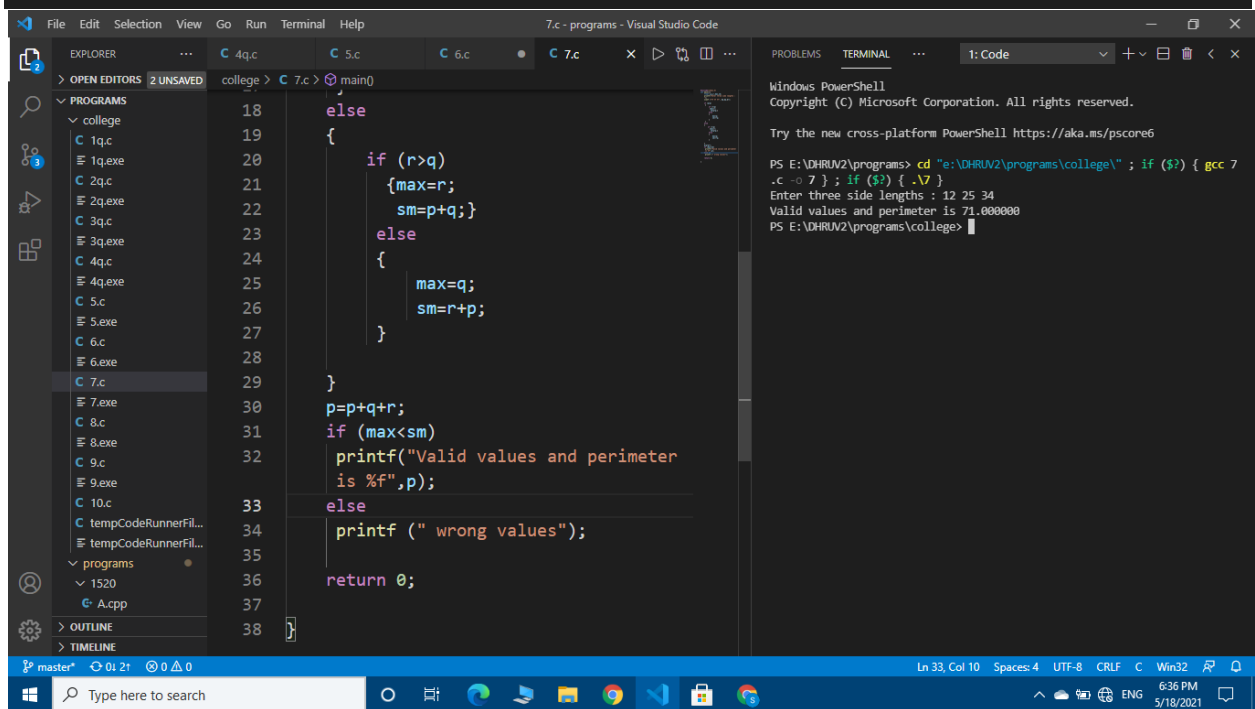 File Edit Selection View Go Run Terminal Help 7.c - programs - Visual Studio Code
EXPLORER ...
OPEN EDITORS 2 UNSAVED
PROGRAMS
college
1q.c
1q.exe
2q.c
2q.exe
3q.c
3q.exe
4q.c
4q.exe
5.c
5.exe
6.c
6.exe
7.c
7.exe
8.c
8.exe
9.c
9.exe
10.c
tempCodeRunnerFil...
tempCodeRunnerFil...
programs
1520
A.cpp
OUTLINE
TIMELINE
2
3
C 4q.c C 5.c C 6.c C 7.c ...
college > C 7.c > main()
18 else
19 {
20 if (r>q)
21 {max=r;
22 sm=p+q;}
23 else
24 {
25 max=q;
26 sm=r+p;
27 }
28
29 }
30 p=p+q+r;
31 if (max<sm)
32 printf("Valid values and perimeter
is %f",p);
33 else
34 printf (" wrong values");
35
36 return 0;
37
38 }
PROBLEMS TERMINAL ... 1: Code
Windows PowerShell
Copyright (C) Microsoft Corporation. All rights reserved.
Try the new cross-platform PowerShell https://aka.ms/pscore6
PS E:\DHRUV2\programs> cd "e:\DHRUV2\programs\college\" ; if ($?) { gcc 7
.c -o 7 } ; if ($?) { .\7 }
Enter three side lengths : 12 25 34
Valid values and perimeter is 71.000000
PS E:\DHRUV2\programs\college>
master* 0↓ 2↑ 0 0 Ln 33, Col 10 Spaces: 4 UTF-8 CRLF C Win32
Type here to search ENG 6:36 PM
5/18/2021